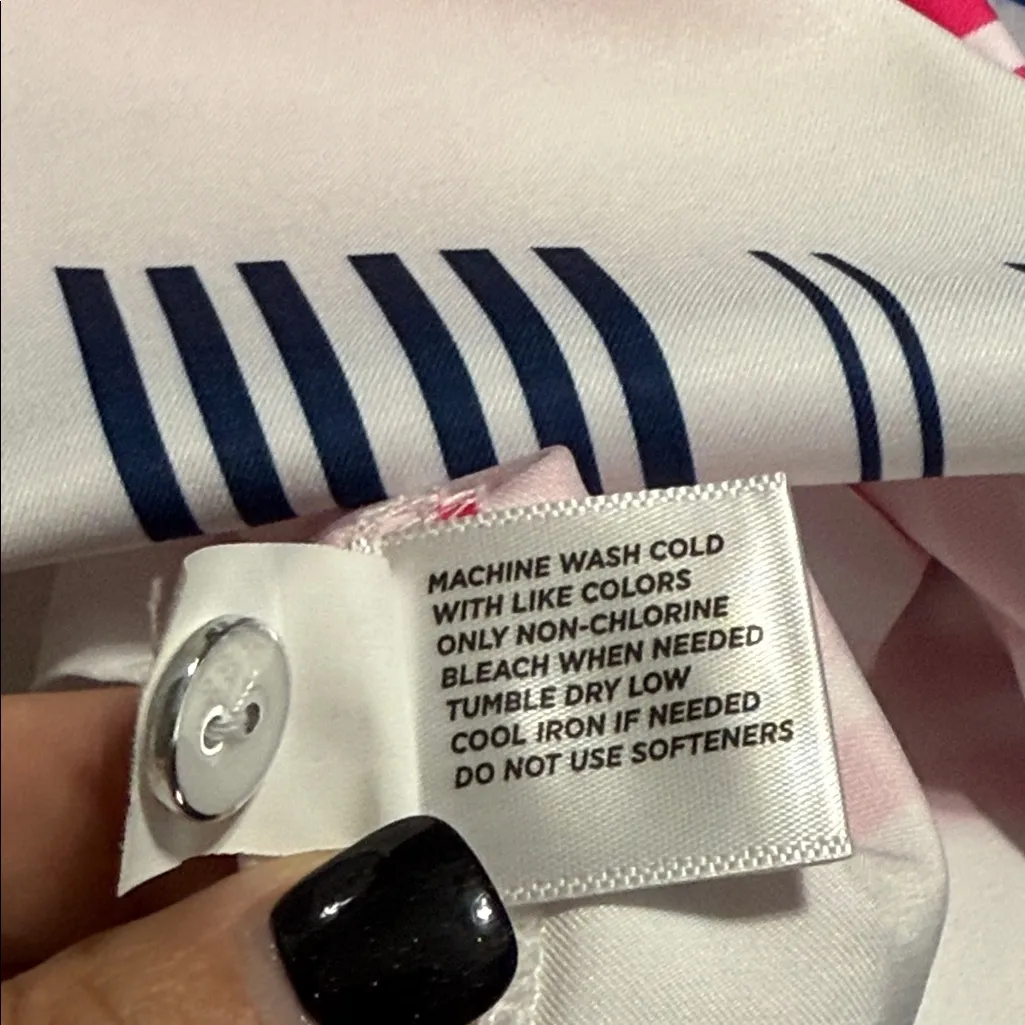 MACHINE WASH COLD
WITH LIKE COLORS
ONLY NON-CHLORINE
BLEACH WHEN NEEDED
TUMBLE DRY LOW
COOL IRON IF NEEDED
DO NOT USE SOFTENERS